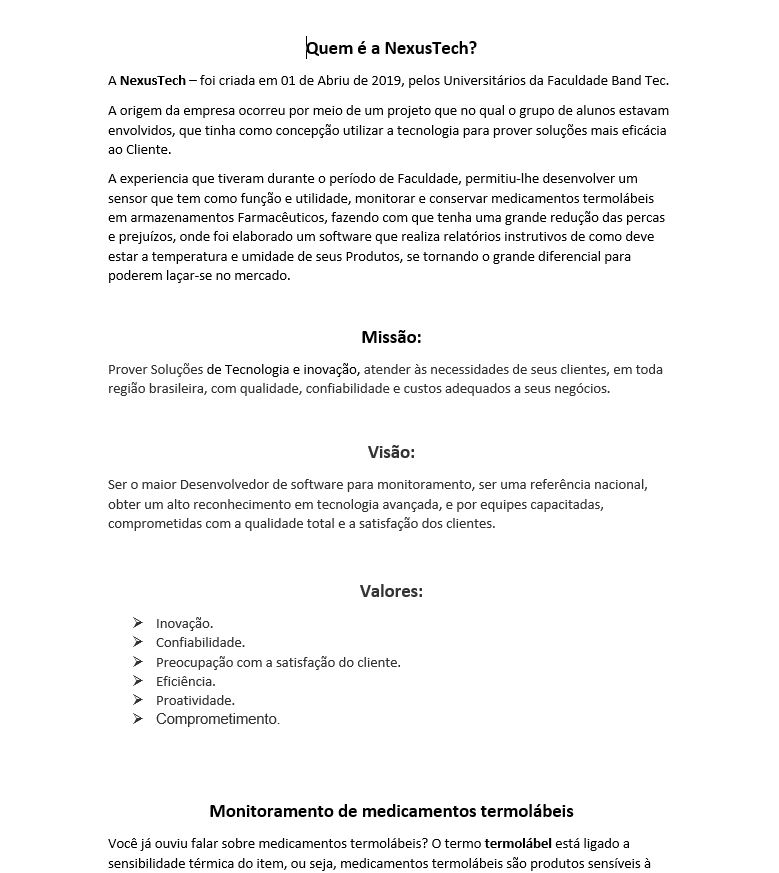 Quem é a NexusTech?
A NexusTech – foi criada em 01 de Abriu de 2019, pelos Universitários da Faculdade Band Tec.
A origem da empresa ocorreu por meio de um projeto que no qual o grupo de alunos estavam
envolvidos, que tinha como concepção utilizar a tecnologia para prover soluções mais eficácia
ao Cliente.
A experiencia que tiveram durante o período de Faculdade, permitiu-lhe desenvolver um
sensor que tem como função e utilidade, monitorar e conservar medicamentos termolábeis
em armazenamentos Farmacêuticos, fazendo com que tenha uma grande redução das percas
e prejuízos, onde foi elaborado um software que realiza relatórios instrutivos de como deve
estar a temperatura e umidade de seus Produtos, se tornando o grande diferencial para
poderem laçar-se no mercado.
Missão:
Prover Soluções de Tecnologia e inovação, atender às necessidades de seus clientes, em toda
região brasileira, com qualidade, confiabilidade e custos adequados a seus negócios.
Visão:
Ser o maior Desenvolvedor de software para monitoramento, ser uma referência nacional,
obter um alto reconhecimento em tecnologia avançada, e por equipes capacitadas,
comprometidas com a qualidade total e a satisfação dos clientes.
Valores:
➢ Inovação.
➢ Confiabilidade.
➢ Preocupação com a satisfação do cliente.
➢ Eficiência.
➢ Proatividade.
➢ Comprometimento.
Monitoramento de medicamentos termolábeis
Você já ouviu falar sobre medicamentos termolábeis? O termo termolábel está ligado a
sensibilidade térmica do item, ou seja, medicamentos termolábeis são produtos sensíveis à